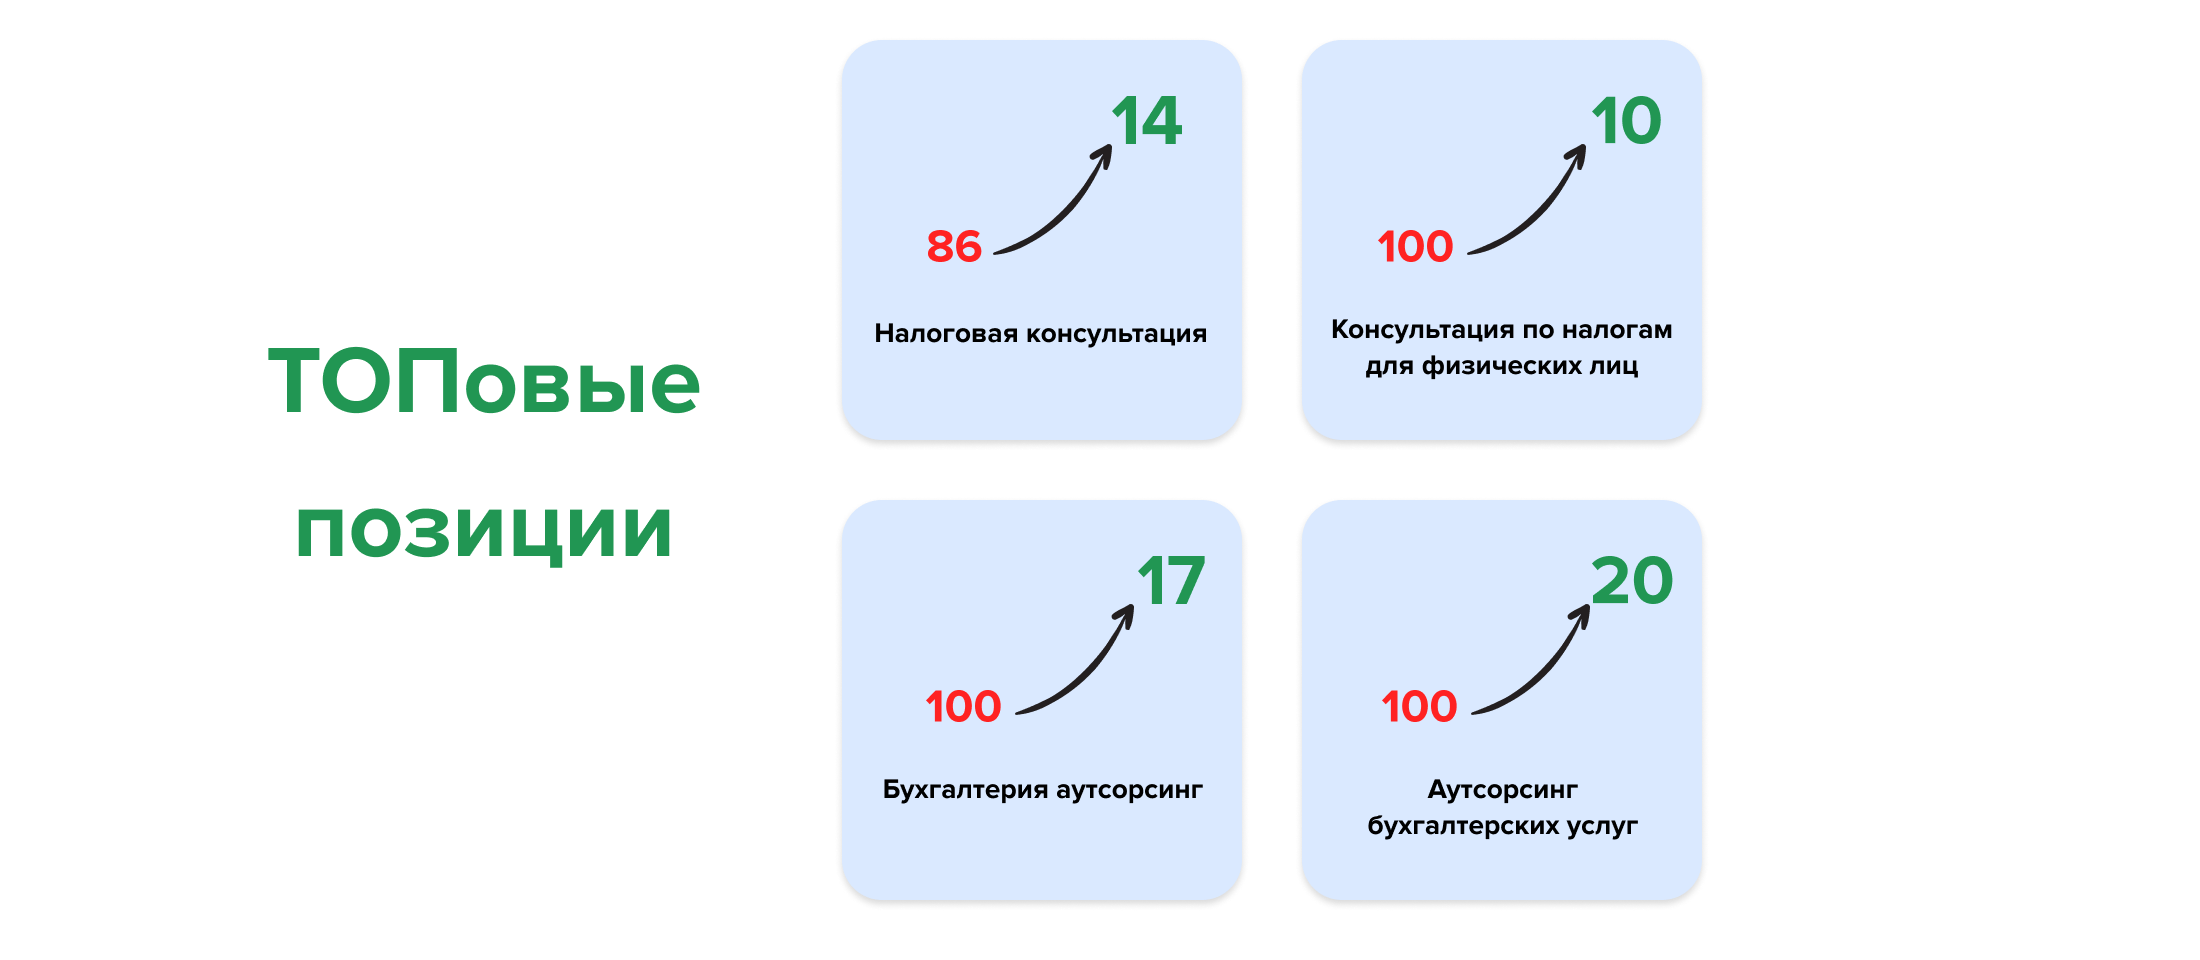 ТОПовые
позиции
14
86
Налоговая консультация
10
100
Консультация по налогам
для физических лиц
17
100
Бухгалтерия аутсорсинг
20
100
Аутсорсинг
бухгалтерских услуг